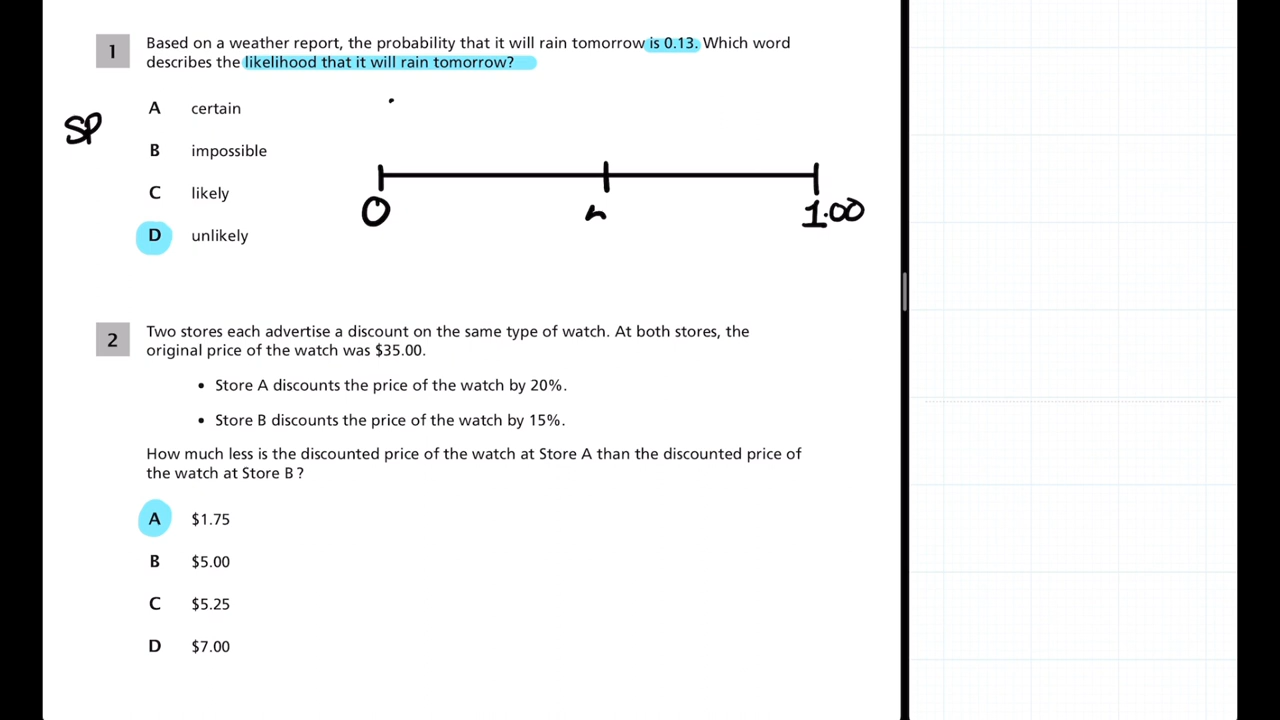 1 Based on a weather report, the probability that it will rain tomorrow is 0.13. Which word
describes the likelihood that it will rain tomorrow?
A certain
SP
B impossible
C likely
D unlikely
0 1.00
2 Two stores each advertise a discount on the same type of watch. At both stores, the
original price of the watch was $35.00.
• Store A discounts the price of the watch by 20%.
• Store B discounts the price of the watch by 15%.
How much less is the discounted price of the watch at Store A than the discounted price of
the watch at Store B ?
A $1.75
B $5.00
C $5.25
D $7.00